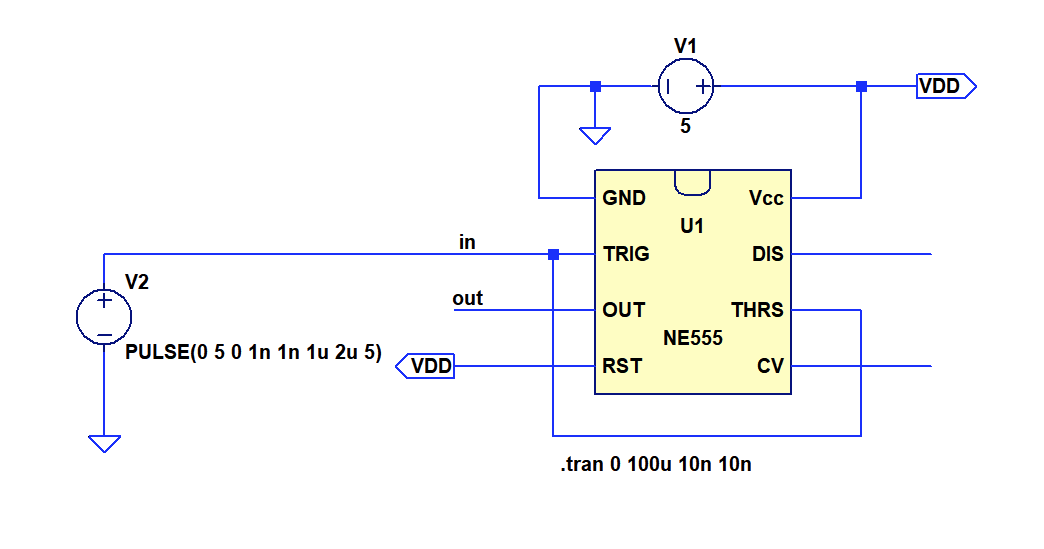 V1
VDD
5
GND
Vcc
U1
in
TRIG
DIS
V2
out
OUT
THRS
NE555
PULSE(0 5 0 1n 1n 1u 2u 5)
VDD
RST
CV
.tran 0 100u 10n 10n